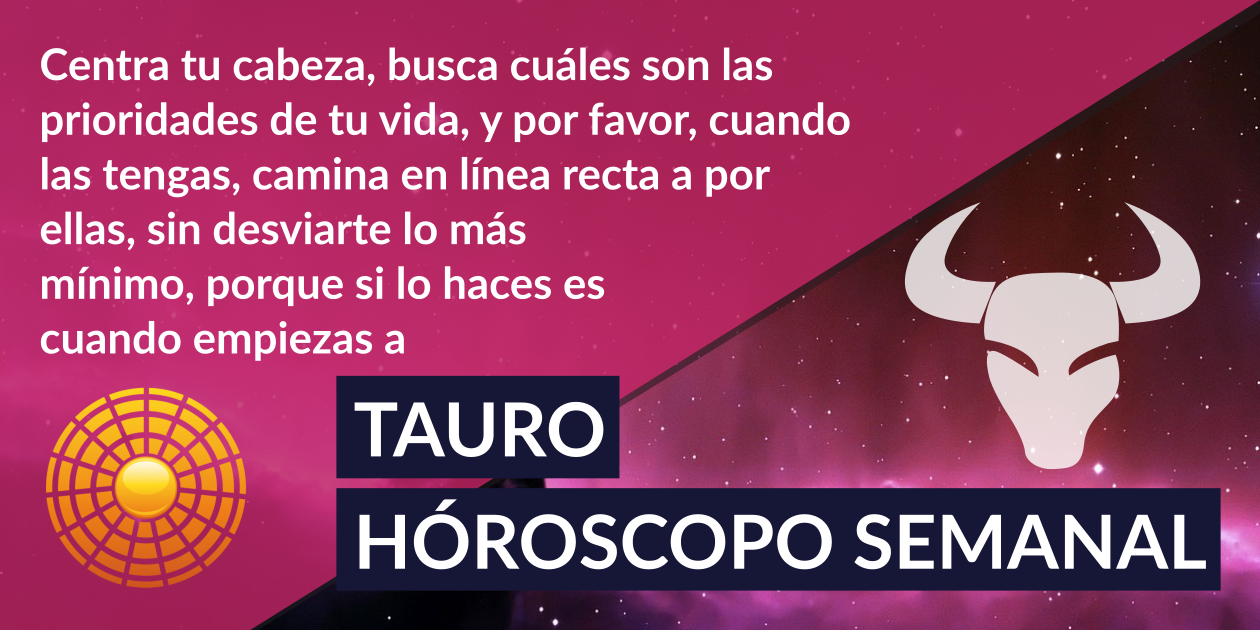 Centra tu cabeza, busca cuáles son las
prioridades de tu vida, y por favor, cuando
las tengas, camina en línea recta a por
ellas, sin desviarte lo más
mínimo, porque si lo haces es
cuando empiezas a
TAURO
HÓROSCOPO SEMANAL